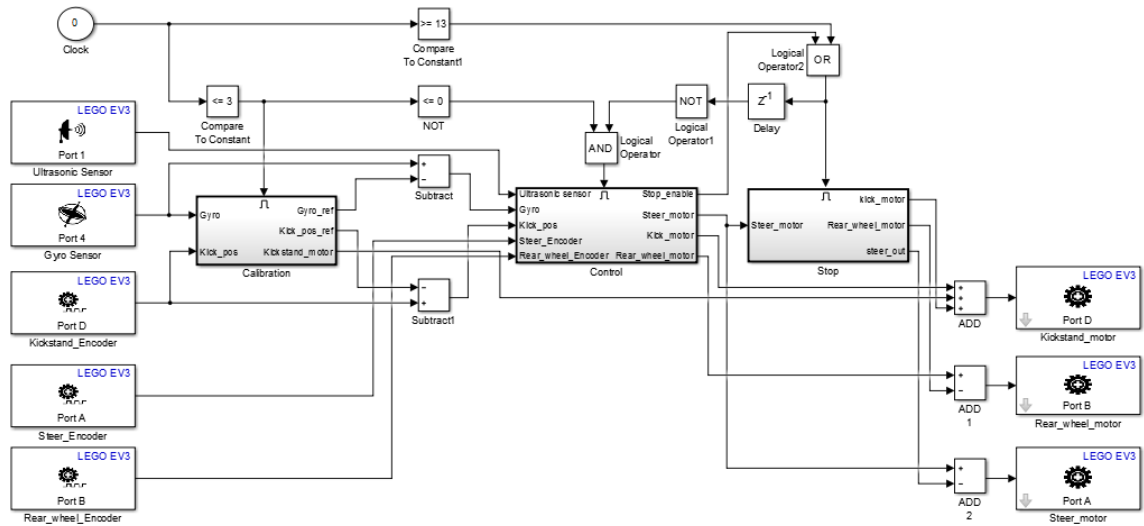 0
Clock
>= 13
Compare
To Constant1
Logical
Operator2
OR
<= 3
Compare
To Constant
<= 0
NOT
NOT
Logical
Operator1
Z-1
Delay
AND
Logical
Operator
LEGO EV3
Port 1
Ultrasonic Sensor
LEGO EV3
Port 4
Gyro Sensor
LEGO EV3
Port D
Kickstand_Encoder
LEGO EV3
Port A
Steer_Encoder
LEGO EV3
Port B
Rear_wheel_Encoder
Gyro
Kick_pos
Gyro_ref
Kick_pos_ref
Kickstand_motor
Calibration
+
−
Subtract
−
+
Subtract1
Ultrasonic sensor
Gyro
Kick_pos
Steer_Encoder
Rear_wheel_Encoder
Stop_enable
Steer_motor
Kick_motor
Rear_wheel_motor
Control
Steer_motor
kick_motor
Rear_wheel_motor
steer_out
Stop
+
+
+
ADD
LEGO EV3
Port D
Kickstand_motor
+
−
ADD
1
LEGO EV3
Port B
Rear_wheel_motor
+
−
ADD
2
LEGO EV3
Port A
Steer_motor